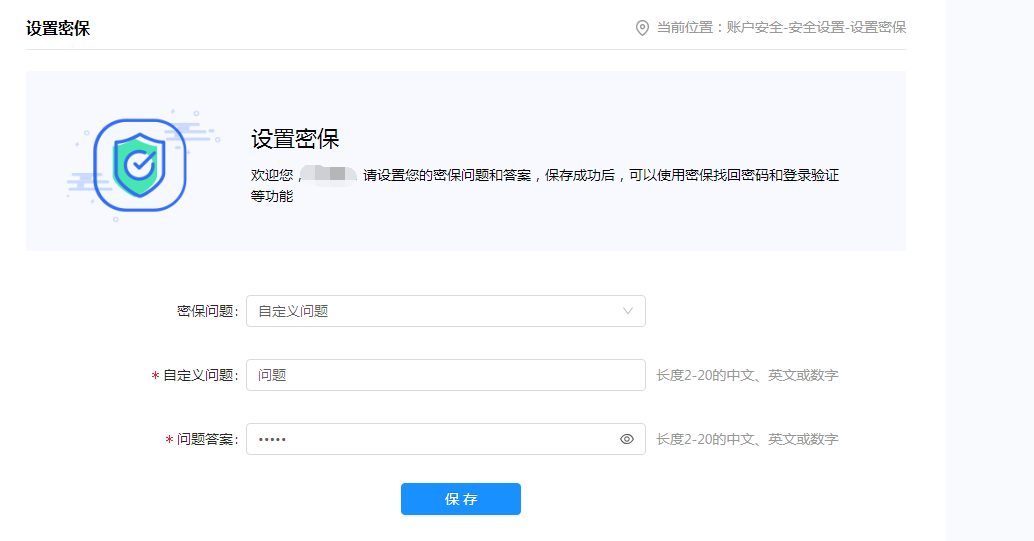 设置密保
当前位置：账户安全-安全设置-设置密保
设置密保
欢迎您，请设置您的密保问题和答案，保存成功后，可以使用密保找回密码和登录验证
等功能
密保问题: 自定义问题
* 自定义问题: 问题 长度2-20的中文、英文或数字
* 问题答案: ••••• 长度2-20的中文、英文或数字
保 存